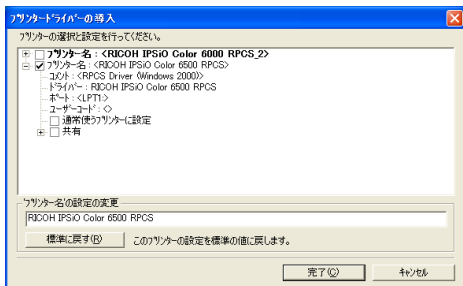 プリンタードライバーの導入
プリンターの選択と設定を行ってください。
プリンター名 : <RICOH IPSiO Color 6000 RPCS_2>
プリンター名 : <RICOH IPSiO Color 6500 RPCS>
コメント : <RPCS Driver (Windows 2000)>
ドライバー : RICOH IPSiO Color 6500 RPCS
ポート : <LPT1:>
ユーザーコード : <>
通常使うプリンターに設定
共有
'プリンター名'の設定の変更
RICOH IPSiO Color 6500 RPCS
標準に戻す(R) このプリンターの設定を標準の値に戻します。
完了(C) キャンセル